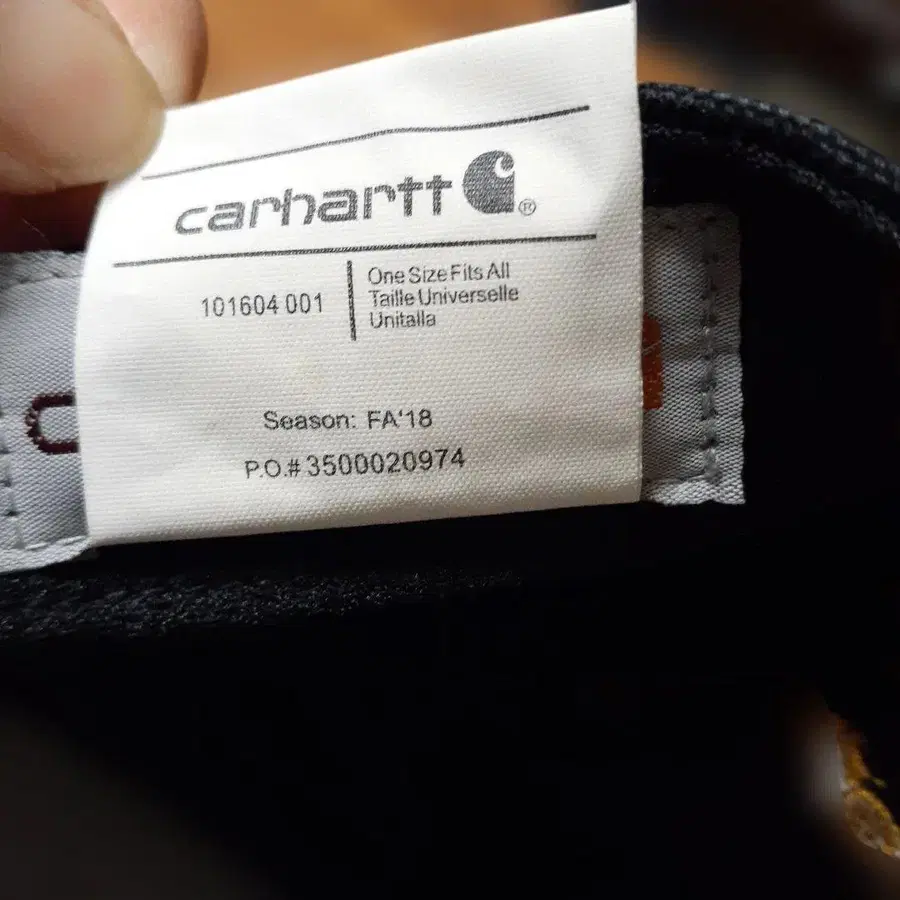 carhartt ®
101604 001
One Size Fits All
Taille Universelle
Unitalla
Season: FA'18
P.O.# 3500020974